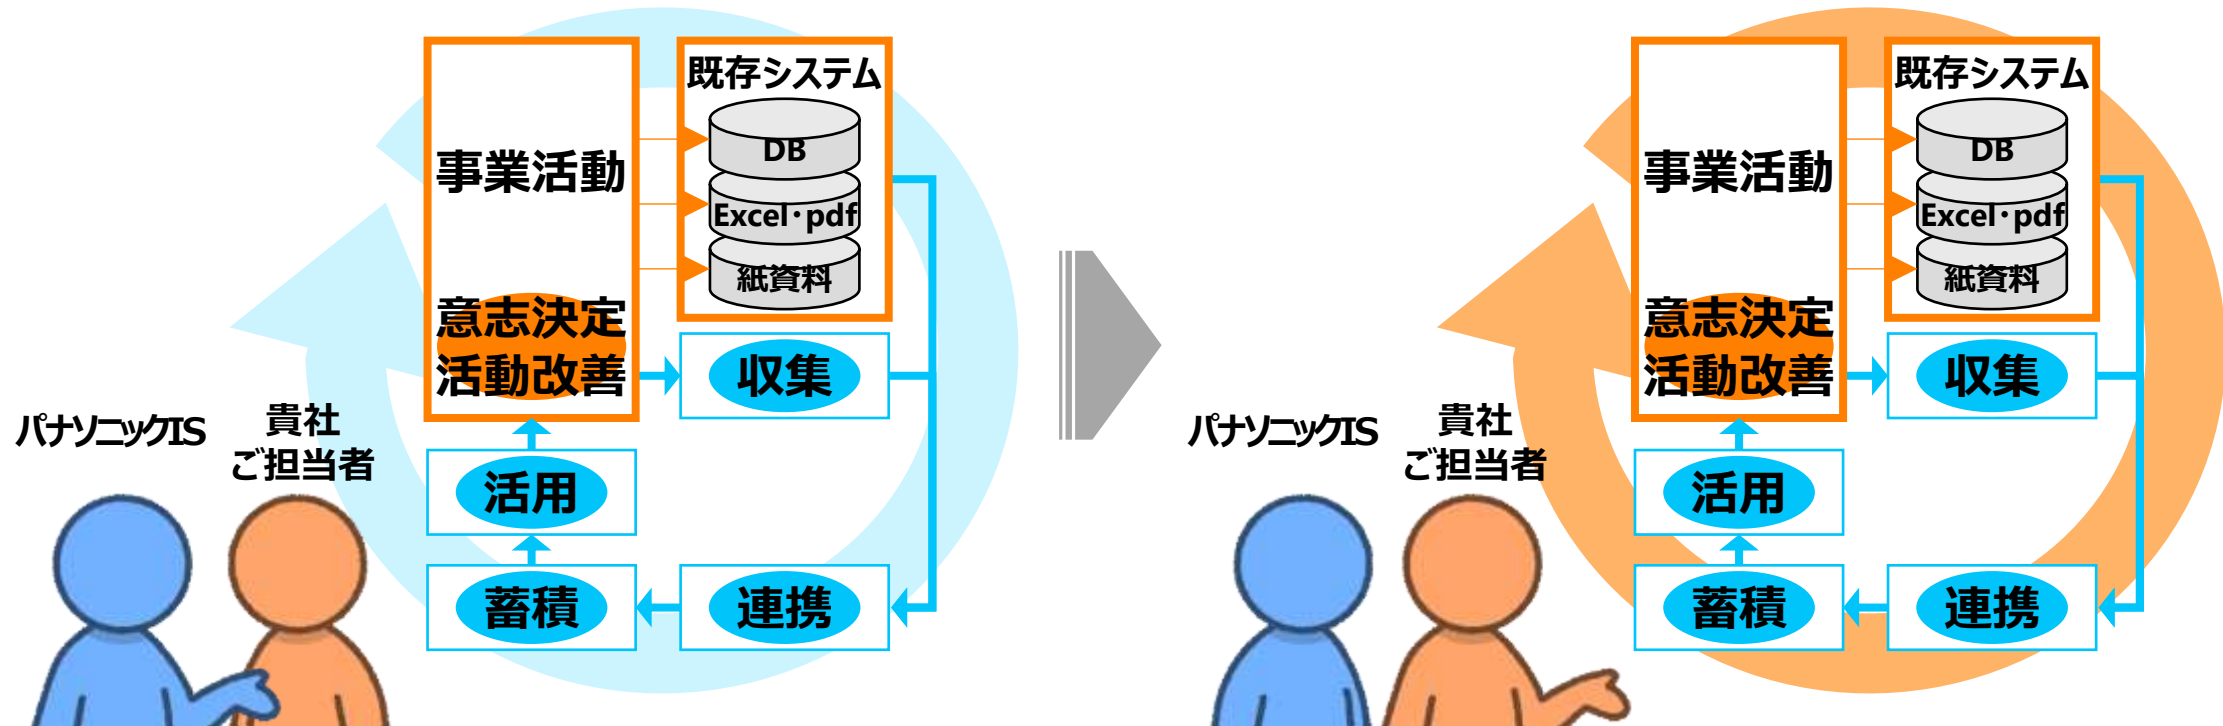 既存システム
DB
事業活動
Excel・pdf
紙資料
意志決定
活動改善
収集
パナソニックIS
貴社
ご担当者
活用
蓄積
連携
既存システム
DB
事業活動
Excel・pdf
紙資料
意志決定
活動改善
収集
パナソニックIS
貴社
ご担当者
活用
蓄積
連携